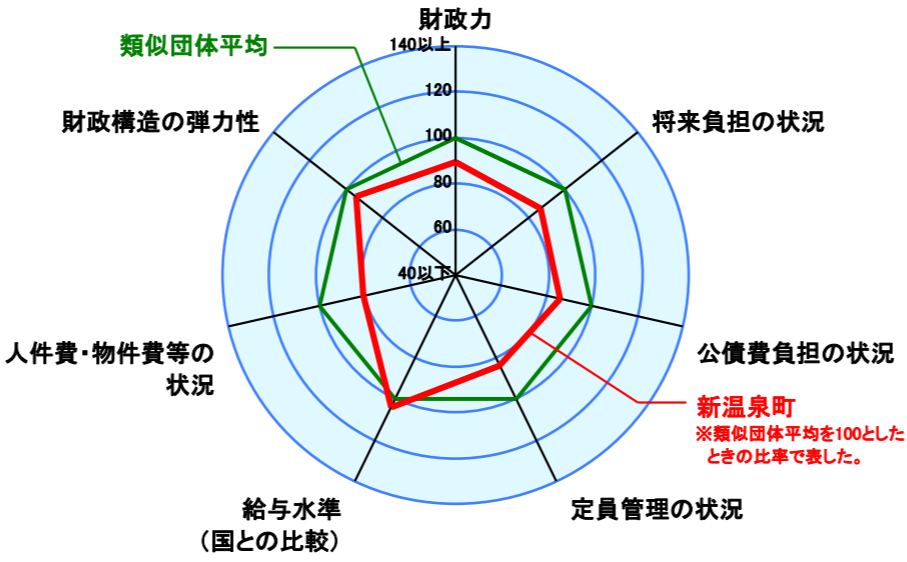 財政力
類似団体平均
140以上
120
財政構造の弾力性
将来負担の状況
100
80
60
40以下
人件費・物件費等の
状況
公債費負担の状況
新温泉町
※類似団体平均を100とした
ときの比率で表した。
給与水準
（国との比較）
定員管理の状況